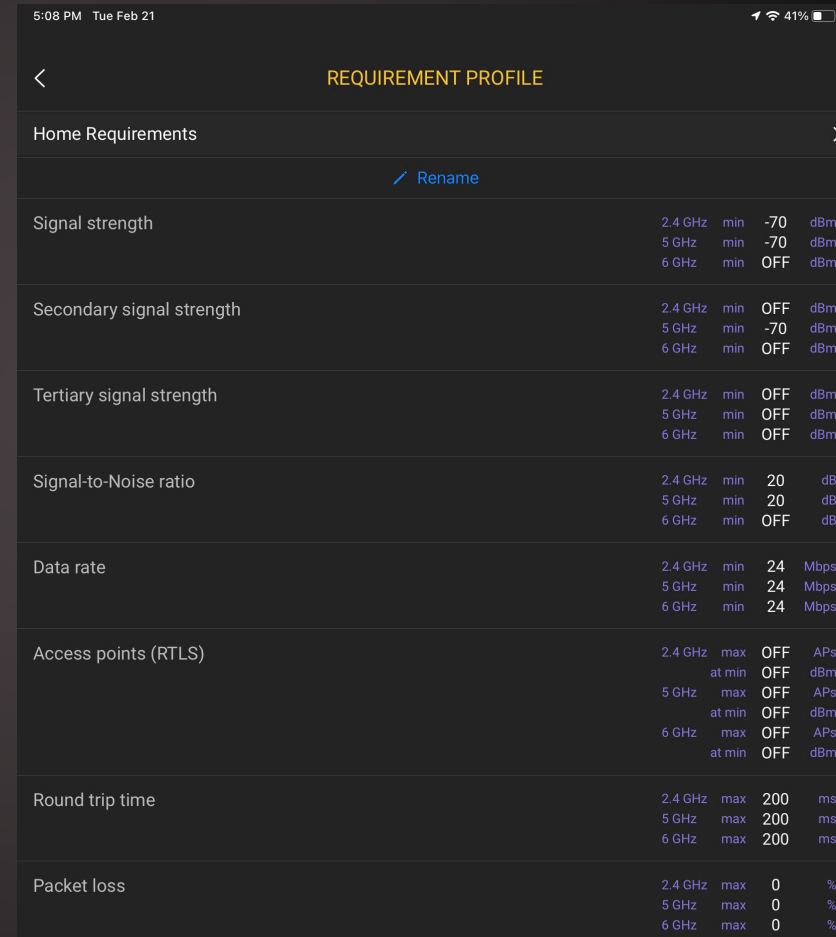 5:08 PM Tue Feb 21 41%
REQUIREMENT PROFILE
Home Requirements
Rename
Signal strength 2.4 GHz min -70 dBm
5 GHz min -70 dBm
6 GHz min OFF dBm
Secondary signal strength 2.4 GHz min OFF dBm
5 GHz min -70 dBm
6 GHz min OFF dBm
Tertiary signal strength 2.4 GHz min OFF dBm
5 GHz min OFF dBm
6 GHz min OFF dBm
Signal-to-Noise ratio 2.4 GHz min 20 dB
5 GHz min 20 dB
6 GHz min OFF dB
Data rate 2.4 GHz min 24 Mbps
5 GHz min 24 Mbps
6 GHz min 24 Mbps
Access points (RTLS) 2.4 GHz max OFF APs
at min OFF dBm
5 GHz max OFF APs
at min OFF dBm
6 GHz max OFF APs
at min OFF dBm
Round trip time 2.4 GHz max 200 ms
5 GHz max 200 ms
6 GHz max 200 ms
Packet loss 2.4 GHz max 0 %
5 GHz max 0 %
6 GHz max 0 %